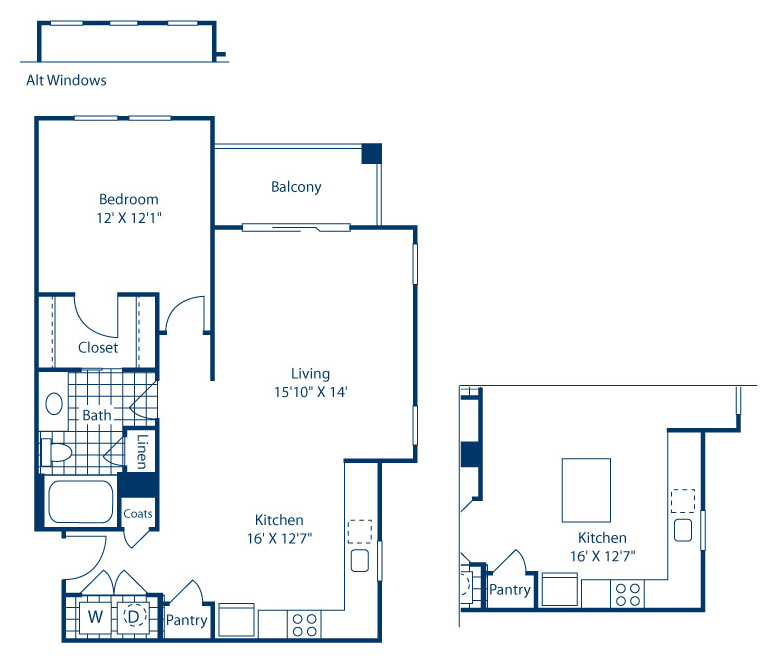 Alt Windows
Bedroom
12' X 12'1"
Balcony
Closet
Living
15'10" X 14'
Bath
Linen
Coats
Kitchen
16' X 12'7"
W
D
Pantry
Kitchen
16' X 12'7"
Pantry